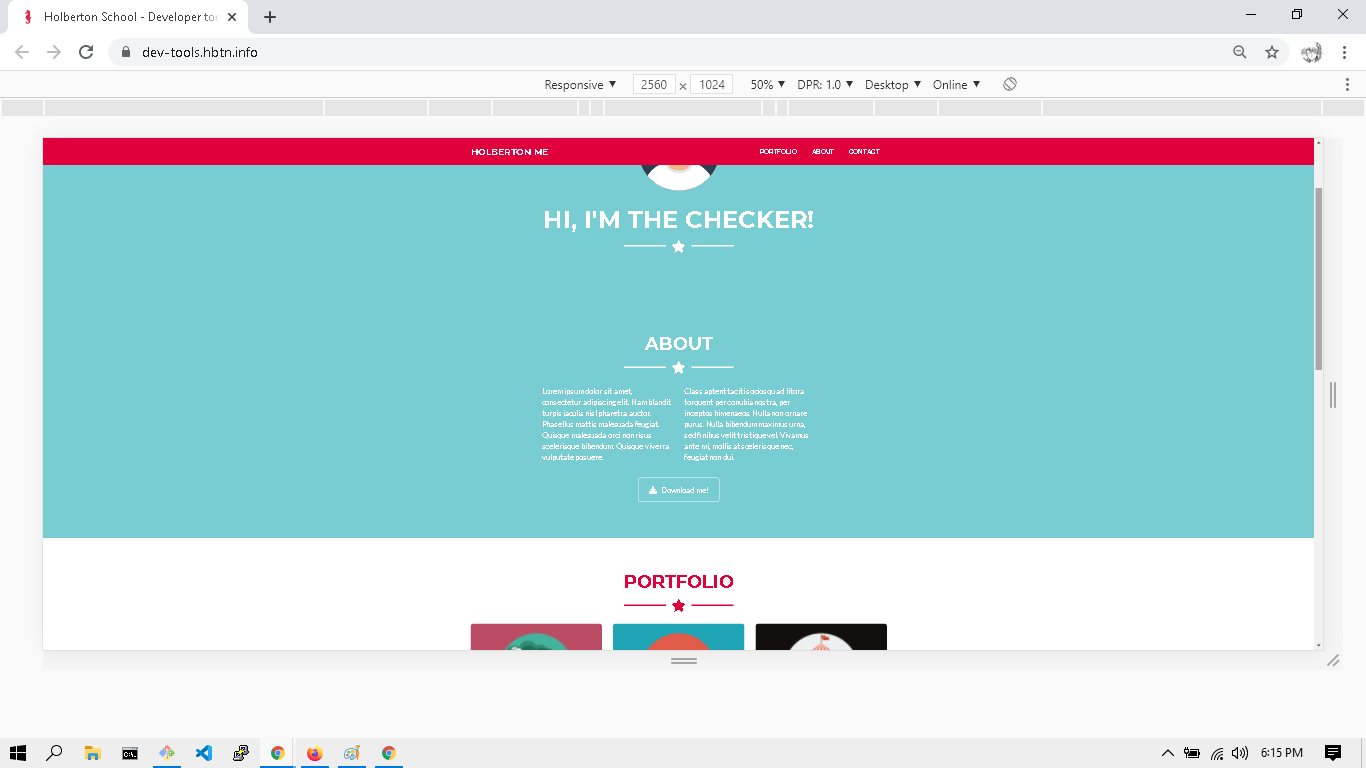 Holberton School - Developer too
dev-tools.hbtn.info
Responsive ▼ 2560 × 1024 50% ▼ DPR: 1.0 ▼ Desktop ▼ Online ▼
HOLBERTON ME PORTFOLIO ABOUT CONTACT
HI, I'M THE CHECKER!
ABOUT
Lorem ipsum dolor sit amet,
consectetur adipiscing elit. Nam blandit
turpis iaculis nisl pharetra auctor.
Phasellus mattis malesuada feugiat.
Quisque malesuada orci non risus
scelerisque bibendum. Quisque viverra
vulputate posuere.
Class aptent taciti sociosqu ad litora
torquent per conubia nostra, per
inceptos himenaeos. Nulla non ornare
purus. Nulla bibendum maximus urna,
sed finibus velit tristique vel. Vivamus
ante mi, mollis at scelerisque nec,
feugiat non dui.
Download me!
PORTFOLIO
6:15 PM